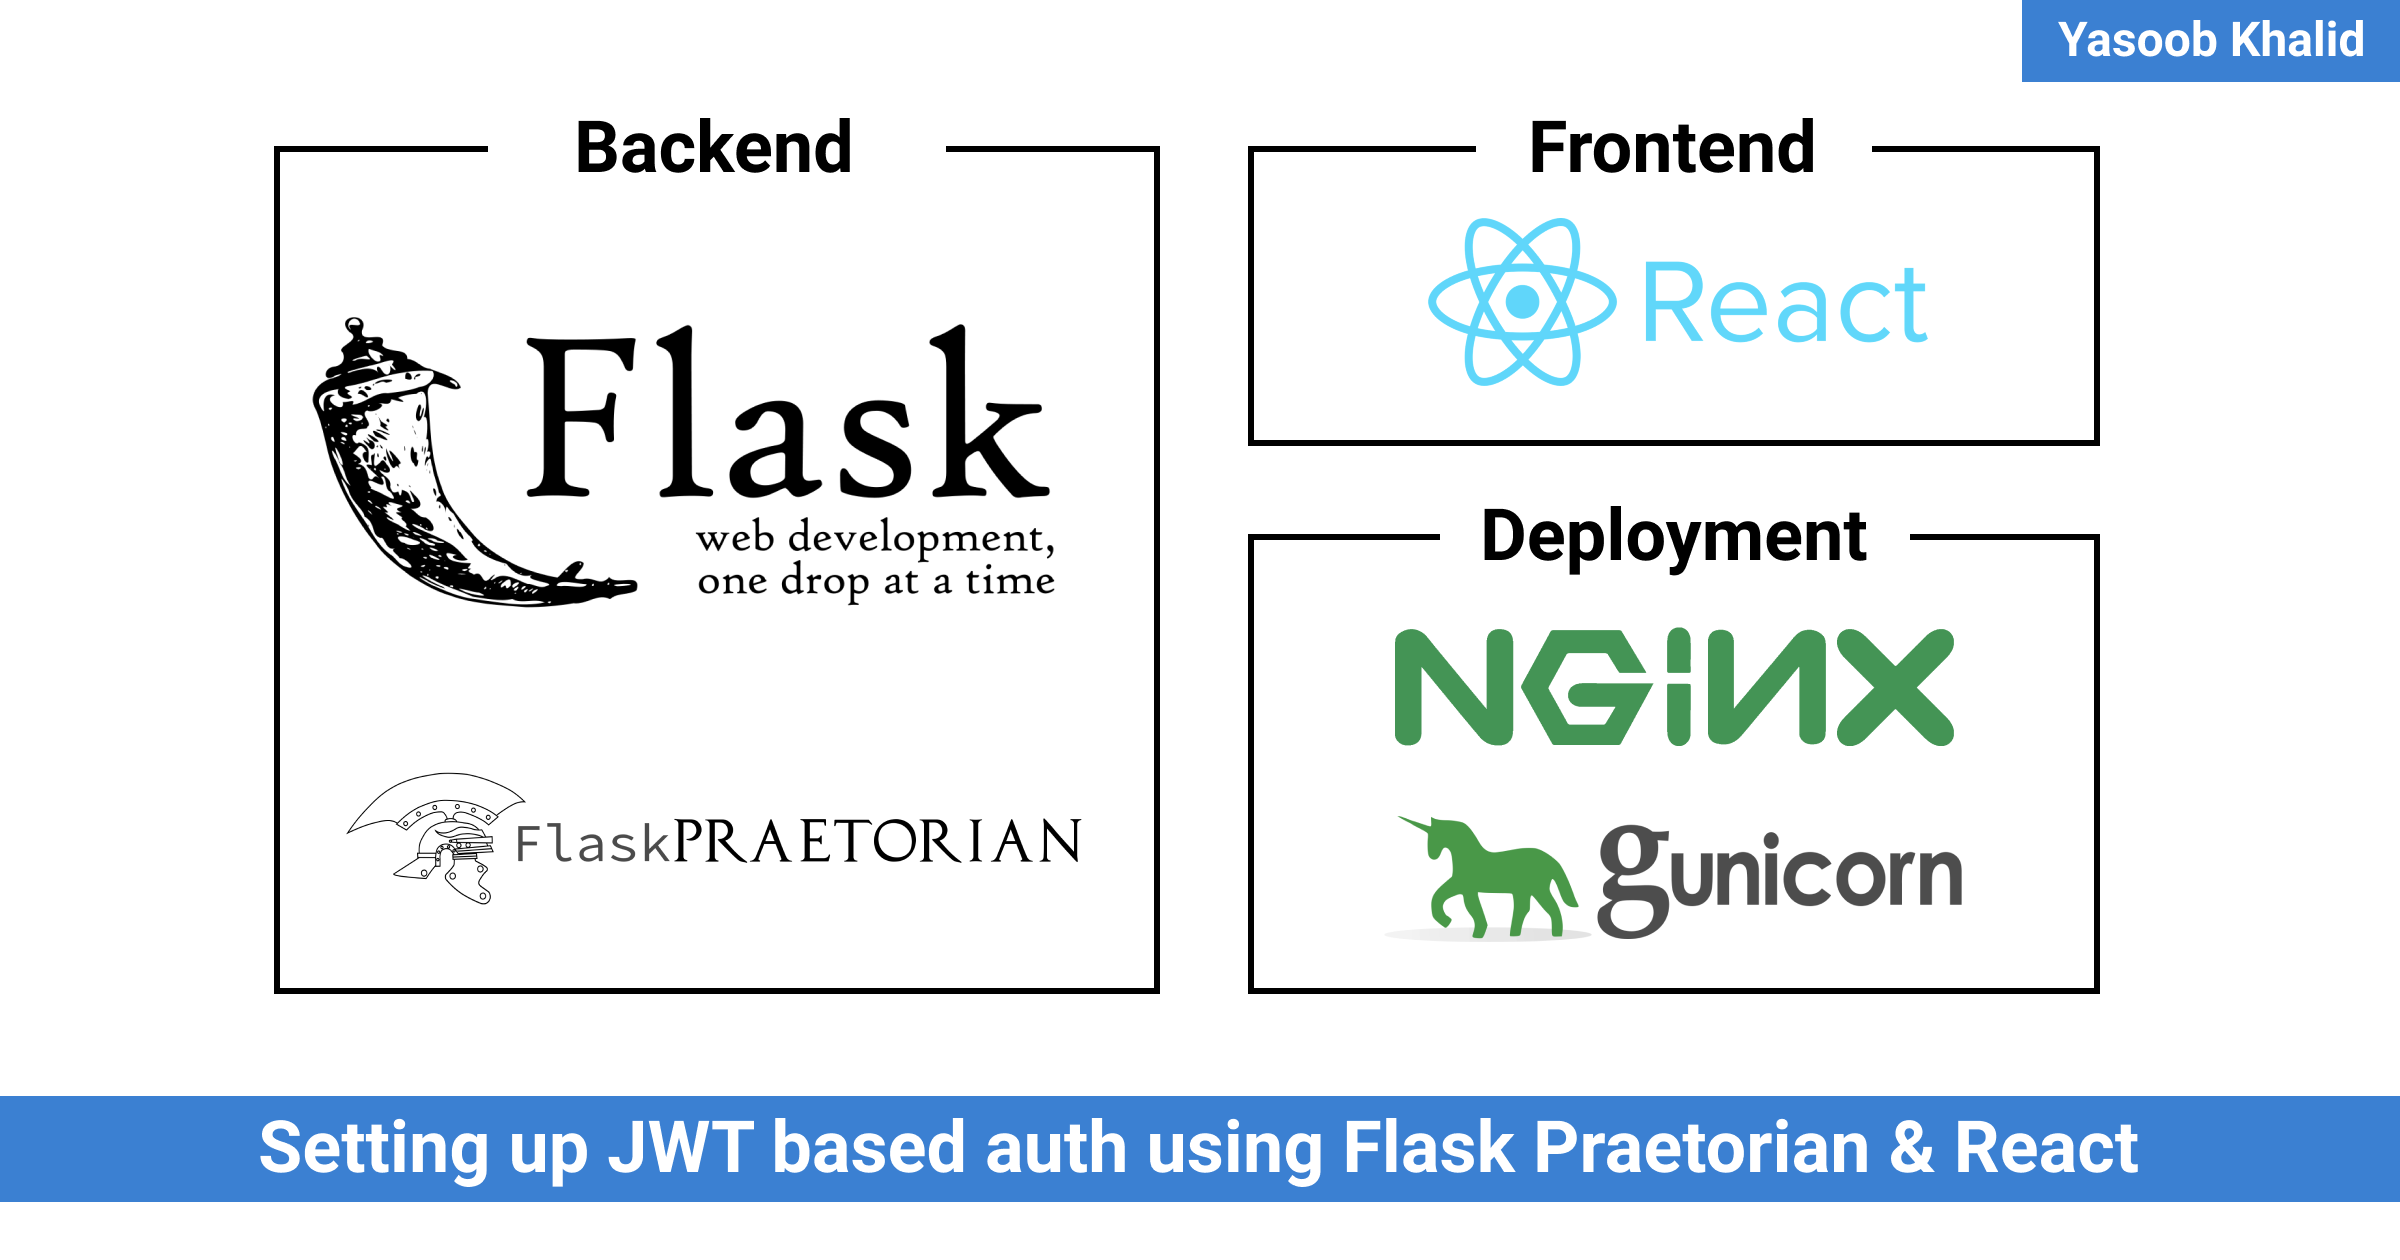 Yasoob Khalid
Backend
Flask
web development,
one drop at a time
FlaskPRAETORIAN
Frontend
React
Deployment
NGiNX
gunicorn
Setting up JWT based auth using Flask Praetorian & React